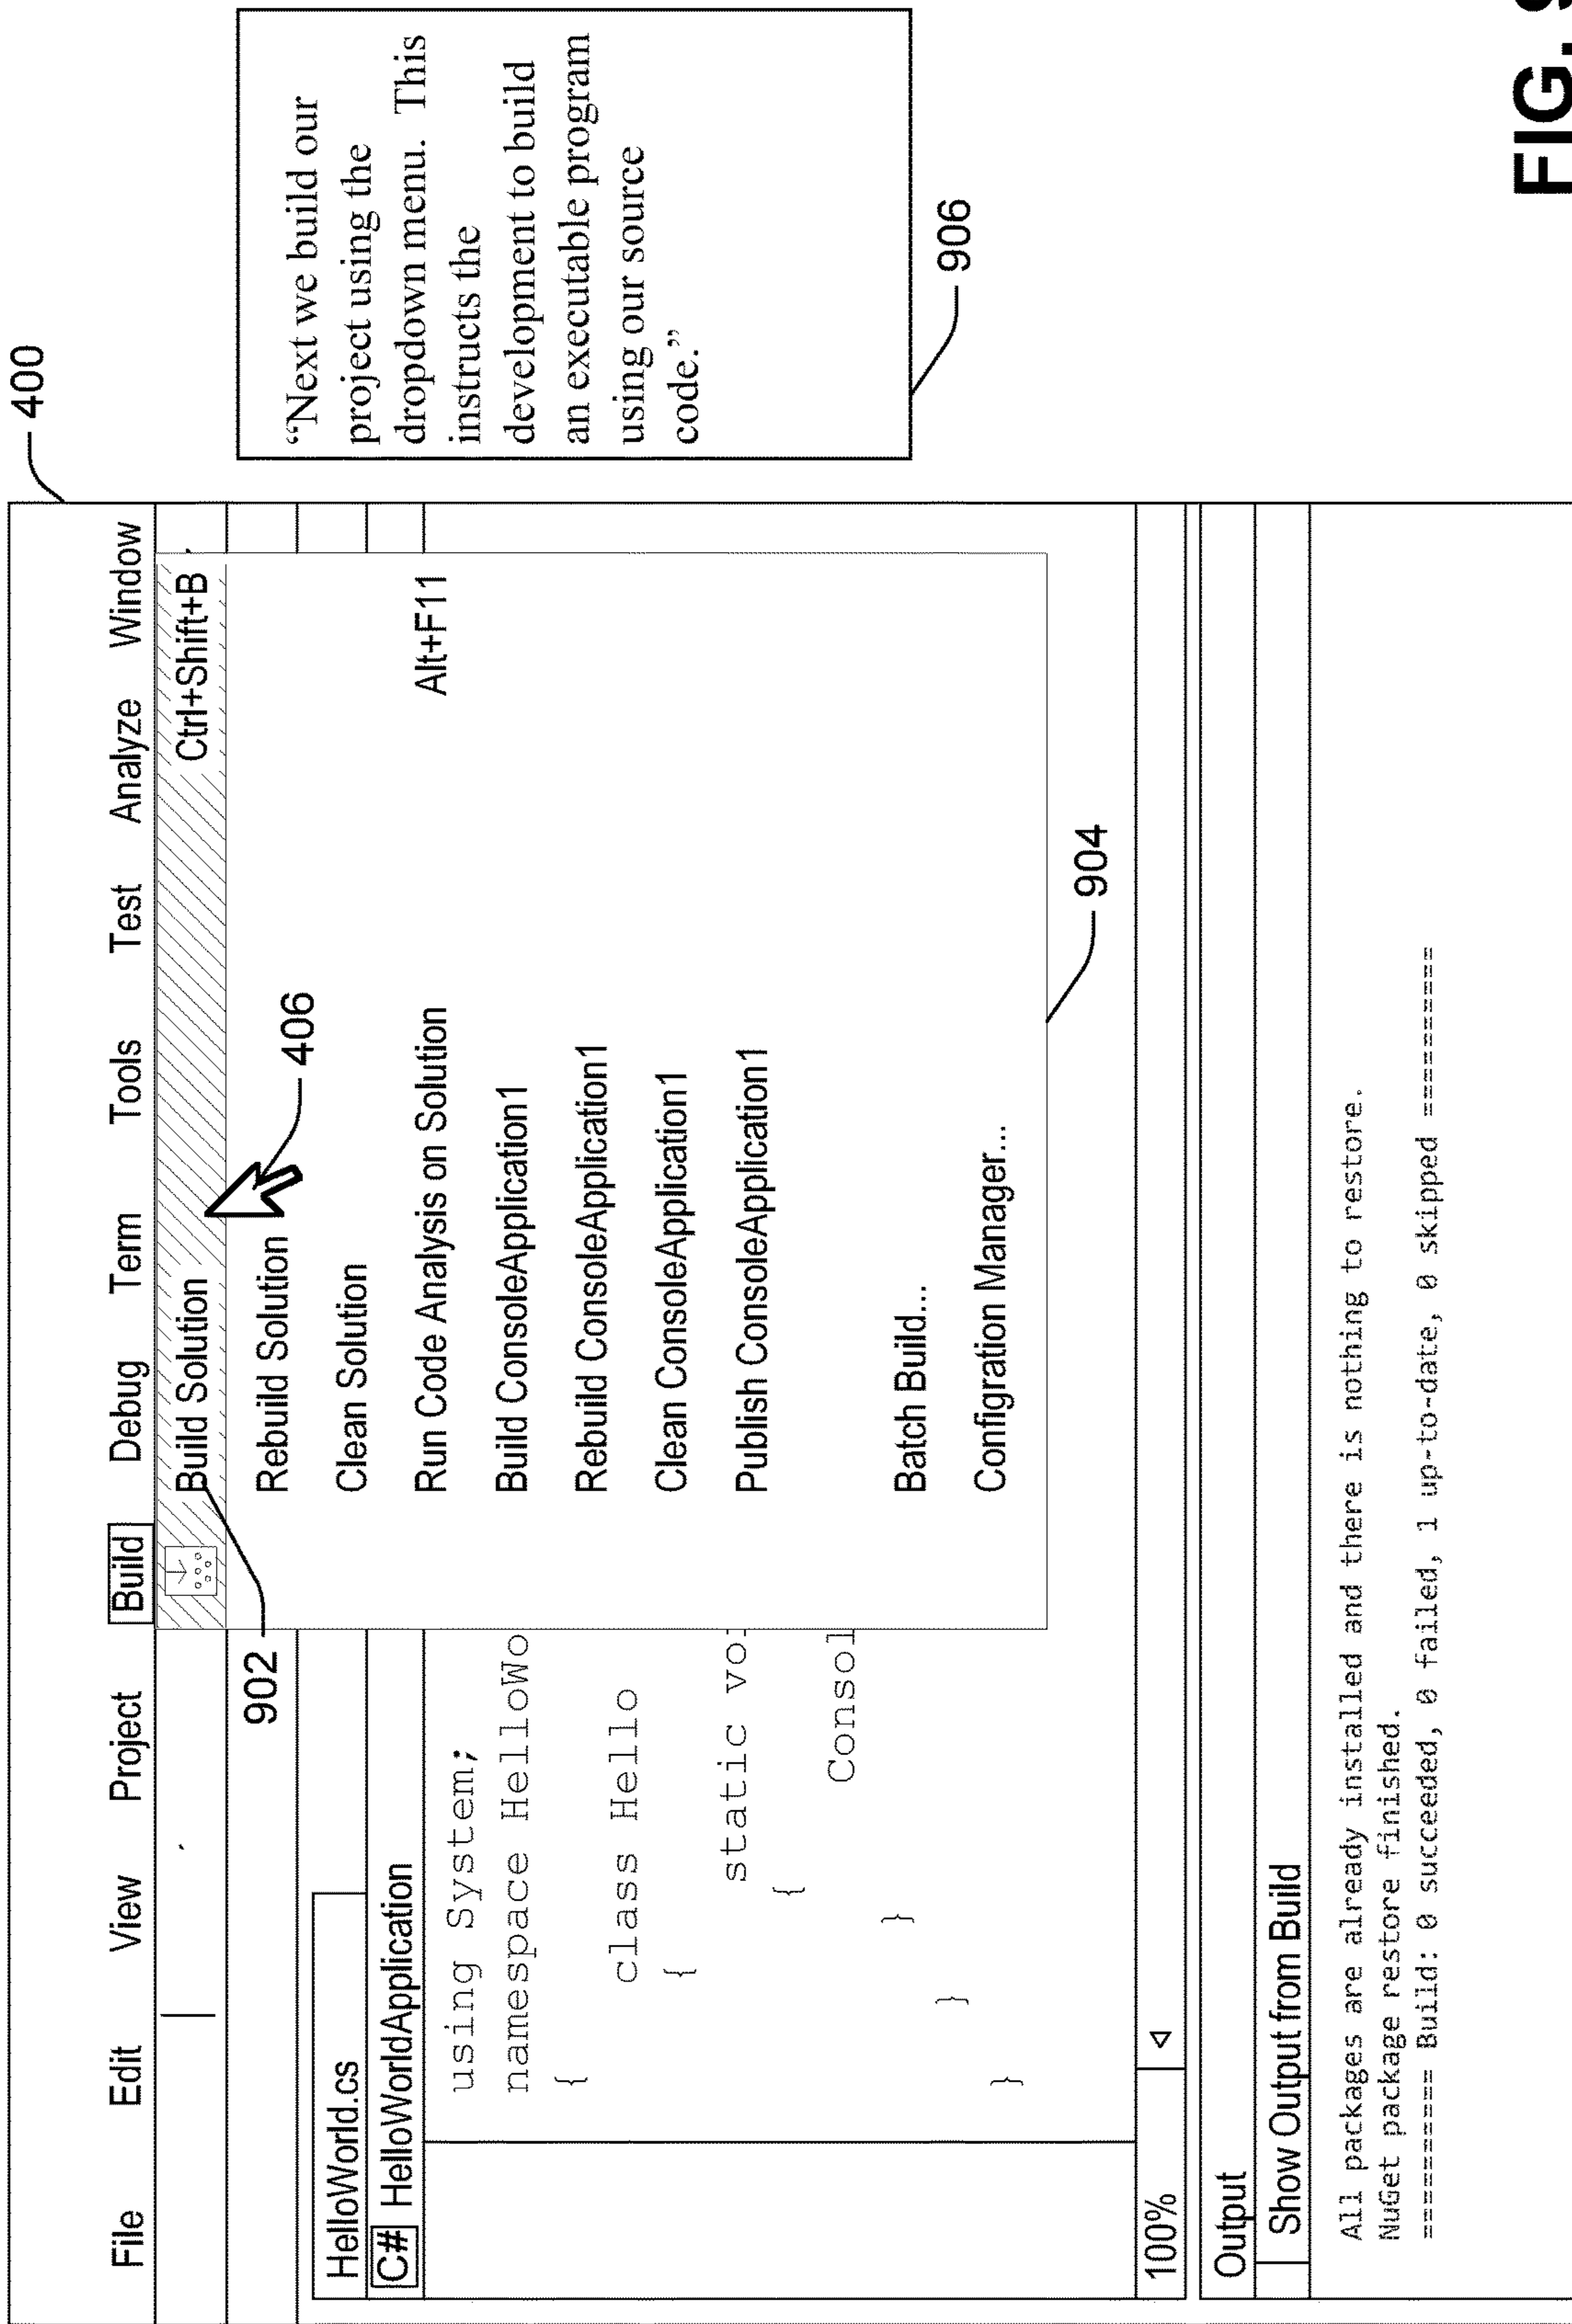 400
File Edit View Project Build Debug Term Tools Test Analyze Window
Build Solution Ctrl+Shift+B
902
Rebuild Solution
406
Clean Solution
Run Code Analysis on Solution Alt+F11
Build ConsoleApplication1
Rebuild ConsoleApplication1
Clean ConsoleApplication1
Publish ConsoleApplication1
Batch Build...
Configration Manager...
904
HelloWorld.cs
C# HelloWorldApplication
using System;
namespace HelloWo
{
class Hello
{
static vo
{
Consol
}
}
}
100%
Output
Show Output from Build
All packages are already installed and there is nothing to restore.
NuGet package restore finished.
========== Build: 0 succeeded, 0 failed, 1 up-to-date, 0 skipped ==========
“Next we build our
project using the
dropdown menu. This
instructs the
development to build
an executable program
using our source
code.”
906
FIG.